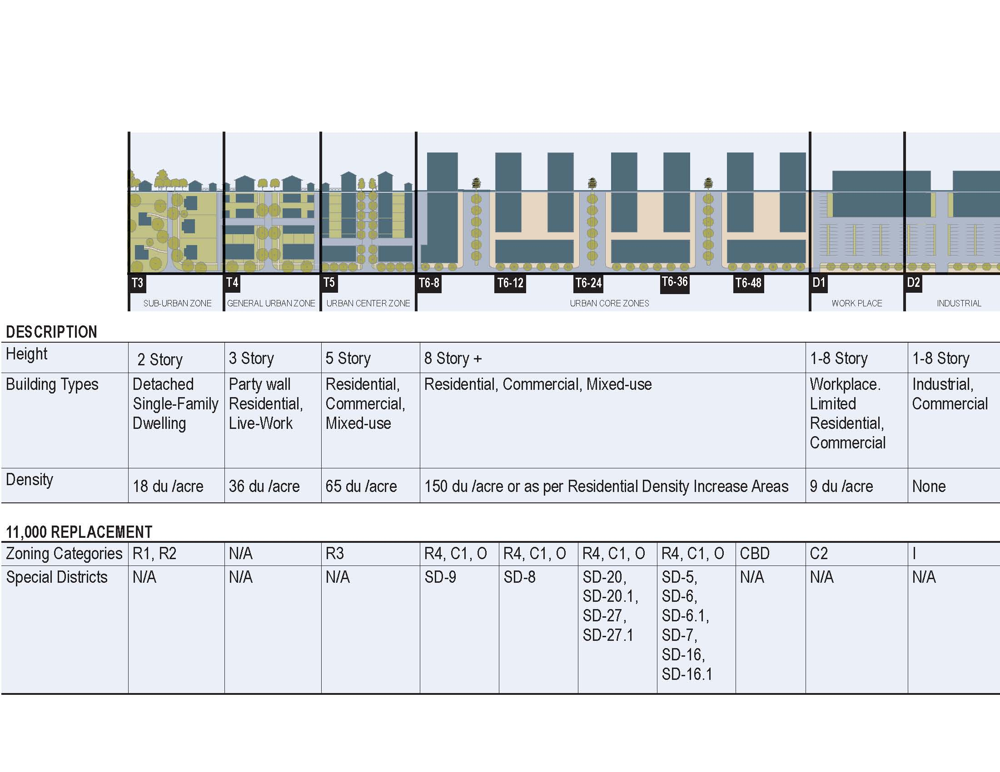 T3 T4 T5 T6-8 T6-12 T6-24 T6-36 T6-48 D1 D2
SUB-URBAN ZONE GENERAL URBAN ZONE URBAN CENTER ZONE URBAN CORE ZONES WORK PLACE INDUSTRIAL
DESCRIPTION
Height 2 Story 3 Story 5 Story 8 Story + 1-8 Story 1-8 Story
Building Types Detached Party wall Residential, Residential, Commercial, Mixed-use Workplace. Industrial,
Single-Family Residential, Commercial, Limited Commercial
Dwelling Live-Work Mixed-use Residential,
Commercial
Density 18 du /acre 36 du /acre 65 du /acre 150 du /acre or as per Residential Density Increase Areas 9 du /acre None
11,000 REPLACEMENT
Zoning Categories R1, R2 N/A R3 R4, C1, O R4, C1, O R4, C1, O R4, C1, O CBD C2 I
Special Districts N/A N/A N/A SD-9 SD-8 SD-20, SD-5, N/A N/A N/A
SD-20.1, SD-6,
SD-27, SD-6.1,
SD-27.1 SD-7,
SD-16,
SD-16.1